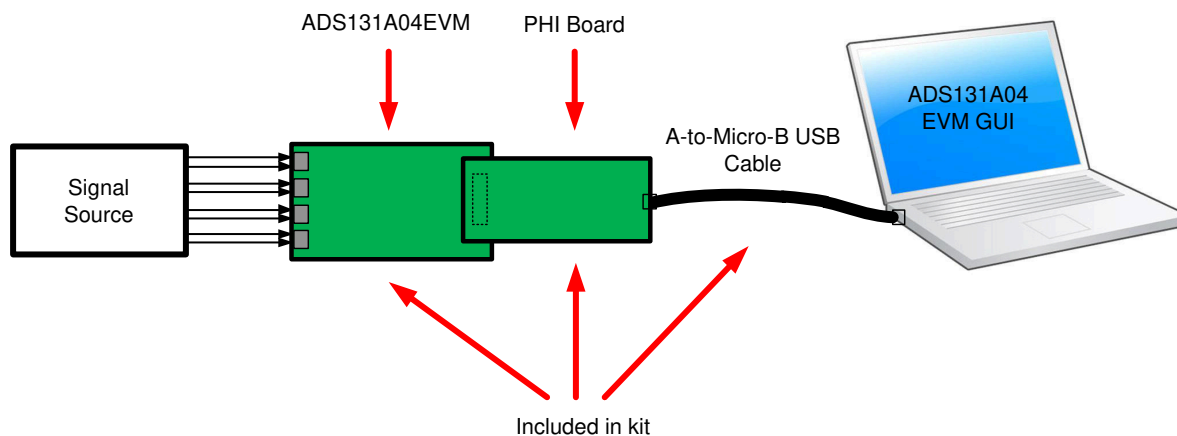 ADS131A04EVM
PHI Board
ADS131A04
EVM GUI
A-to-Micro-B USB
Cable
Signal
Source
Included in kit